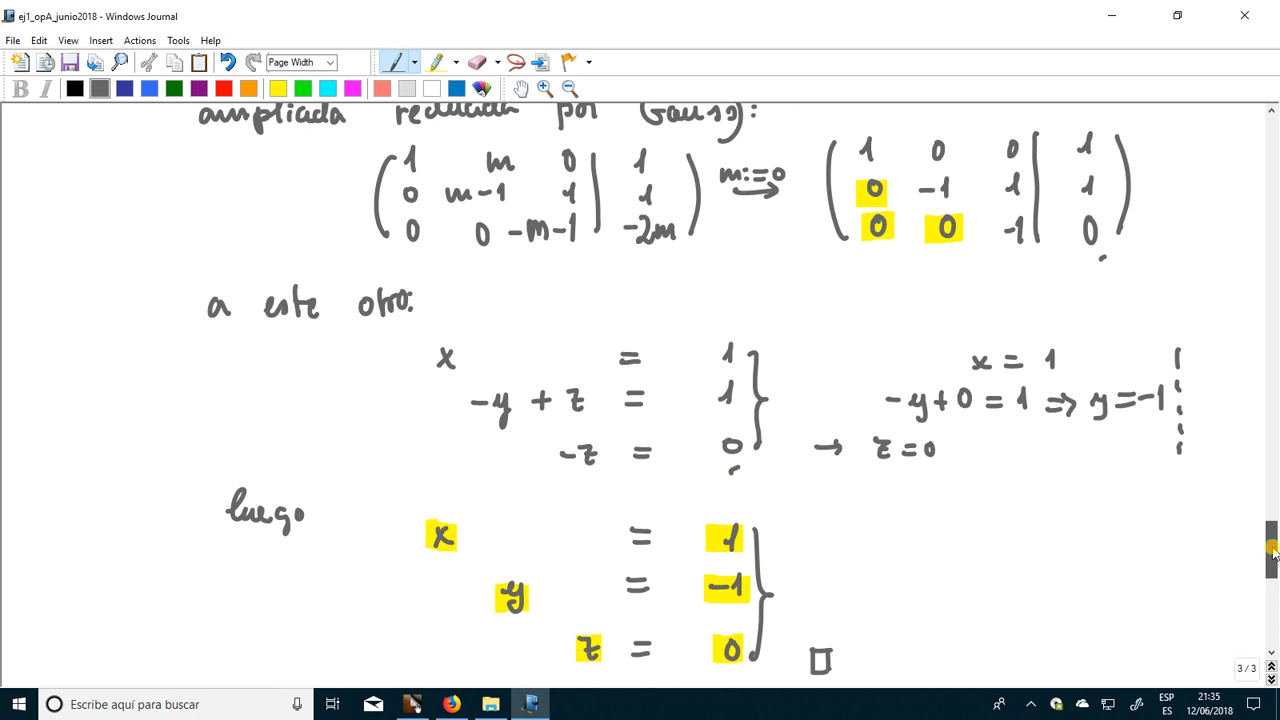 ej1_opA_junio2018 - Windows Journal
File Edit View Insert Actions Tools Help
Page Width
B I
ampliada reducida por Gauss):
1 m 0 | 1 m:=0 1 0 0 | 1
0 m-1 1 | 1 → 0 -1 1 | 1
0 0 -m-1 | -2m 0 0 -1 | 0
a este otro:
x = 1 x = 1
-y + z = 1 -y+0 = 1 ⇒ y = -1
-z = 0 → z = 0
luego
x = 1
y = -1
z = 0
3 / 3
Escribe aquí para buscar
ESP
ES
21:35
12/06/2018